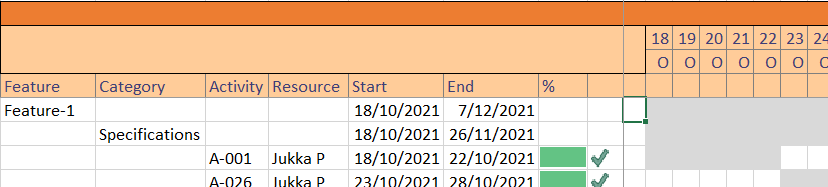 18 19 20 21 22 23 24
O O O O O O O
Feature Category Activity Resource Start End %
Feature-1 18/10/2021 7/12/2021
Specifications 18/10/2021 26/11/2021
A-001 Jukka P 18/10/2021 22/10/2021
A-026 Jukka P 23/10/2021 28/10/2021